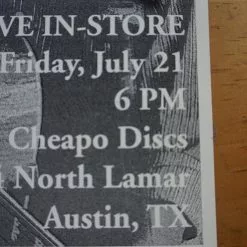 VE IN-STORE
Friday, July 21
6 PM
Cheapo Discs
North Lamar
Austin, TX